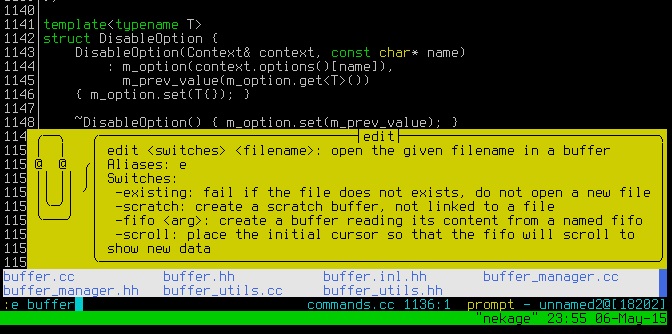 1140
1141 template<typename T>
1142 struct DisableOption {
1143 DisableOption(Context& context, const char* name)
1144 : m_option(context.options()[name]),
1145 m_prev_value(m_option.get<T>())
1146 { m_option.set(T{}); }
1147
1148 ~DisableOption() { m_option.set(m_prev_value); }
114 edit
115 edit <switches> <filename>: open the given filename in a buffer
115 @ @ Aliases: e
115 Switches:
115 -existing: fail if the file does not exists, do not open a new file
115 -scratch: create a scratch buffer, not linked to a file
115 -fifo <arg>: create a buffer reading its content from a named fifo
115 -scroll: place the initial cursor so that the fifo will scroll to
115 show new data
buffer.cc buffer.hh buffer.inl.hh buffer_manager.cc
buffer_manager.hh buffer_utils.cc buffer_utils.hh
:e buffer commands.cc 1136:1 prompt - unnamed2@[18202]
"nekage" 23:55 06-May-15